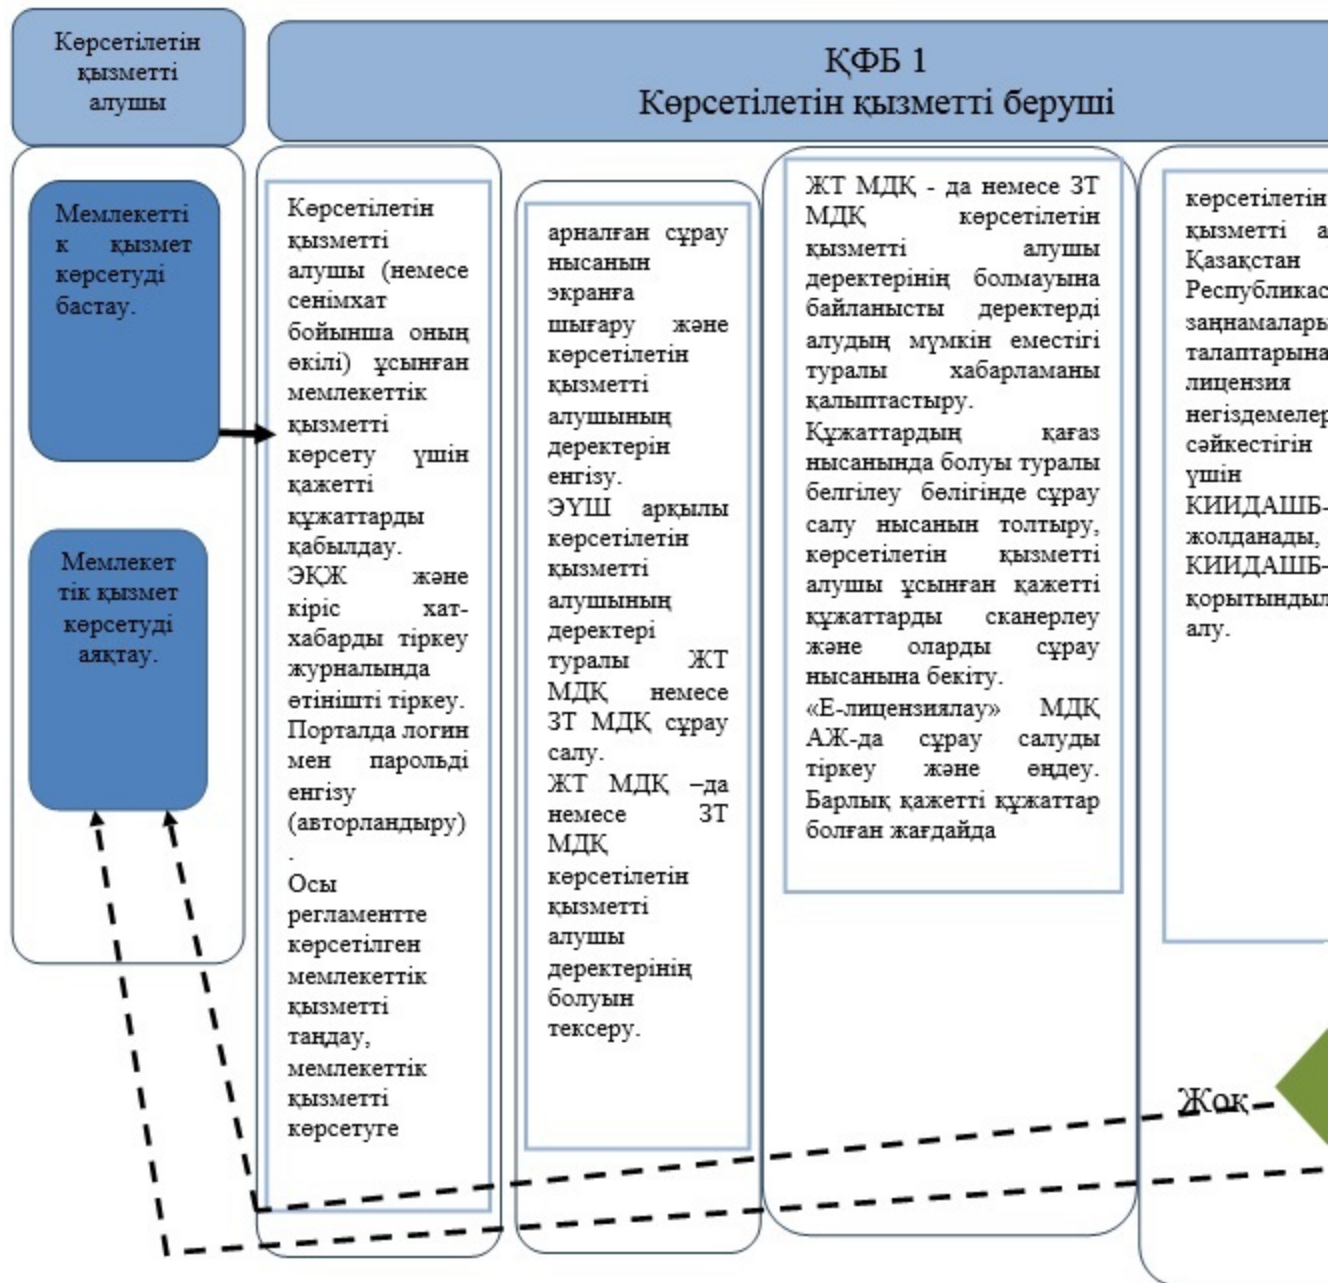 Көрсетілетін
қызметті
алушы
ҚФБ 1
Көрсетілетін қызметті беруші
Мемлекетті
к қызмет
көрсетуді
бастау.
Мемлекет
тік қызмет
көрсетуді
аяқтау.
Көрсетілетін
қызметті
алушы (немесе
сенімхат
бойынша оның
өкілі) ұсынған
мемлекеттік
қызметті
көрсету үшін
қажетті
құжаттарды
қабылдау.
ЭҚЖ және
кіріс хат-
хабарды тіркеу
журналында
өтінішті тіркеу.
Порталда логин
мен парольді
енгізу
(авторландыру)
.
Осы
регламентте
көрсетілген
мемлекеттік
қызметті
таңдау,
мемлекеттік
қызметті
көрсетуге
арналған сұрау
нысанын
экранға
шығару және
көрсетілетін
қызметті
алушының
деректерін
енгізу.
ЭҮШ арқылы
көрсетілетін
қызметті
алушының
деректері
туралы ЖТ
МДҚ немесе
ЗТ МДҚ сұрау
салу.
ЖТ МДҚ –да
немесе ЗТ
МДҚ
көрсетілетін
қызметті
алушы
деректерінің
болуын
тексеру.
ЖТ МДҚ - да немесе ЗТ
МДҚ көрсетілетін
қызметті алушы
деректерінің болмауына
байланысты деректерді
алудың мүмкін еместігі
туралы хабарламаны
қалыптастыру.
Құжаттардың қағаз
нысанында болуы туралы
белгілеу бөлігінде сұрау
салу нысанын толтыру,
көрсетілетін қызметті
алушы ұсынған қажетті
құжаттарды сканерлеу
және оларды сұрау
нысанына бекіту.
«Е-лицензиялау» МДҚ
АЖ-да сұрау салуды
тіркеу және өңдеу.
Барлық қажетті құжаттар
болған жағдайда
көрсетілетін
қызметті а
Қазақстан
Республикас
заңнамалары
талаптарына
лицензия
негіздемелер
сәйкестігін
үшін
КИИДАШБ-
жолданады,
КИИДАШБ-
қорытындыл
алу.
Жоқ